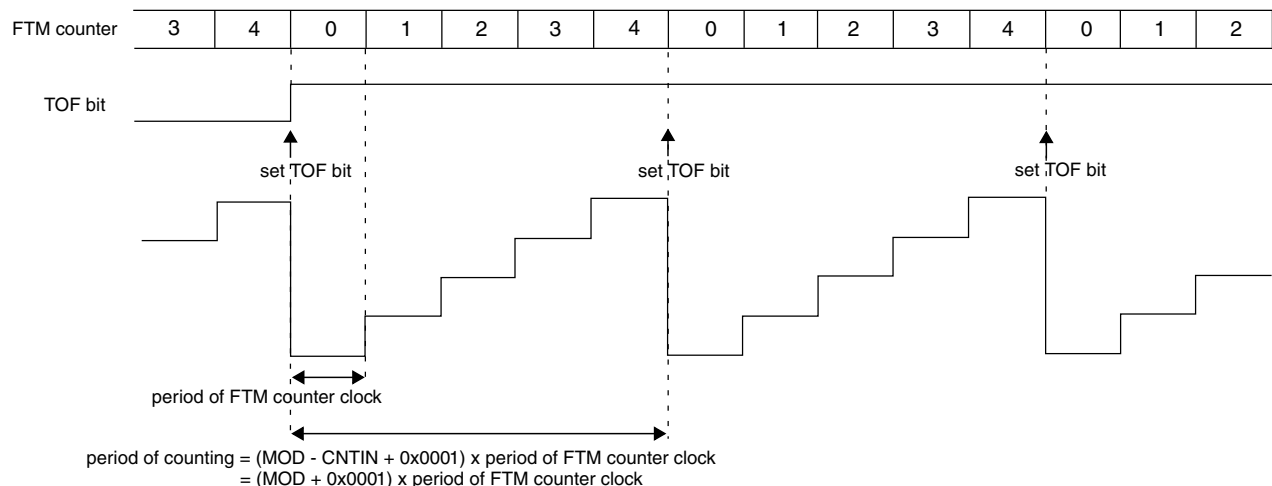 FTM counter 3 4 0 1 2 3 4 0 1 2 3 4 0 1 2
TOF bit
set TOF bit set TOF bit set TOF bit
period of FTM counter clock
period of counting = (MOD - CNTIN + 0x0001) x period of FTM counter clock
= (MOD + 0x0001) x period of FTM counter clock